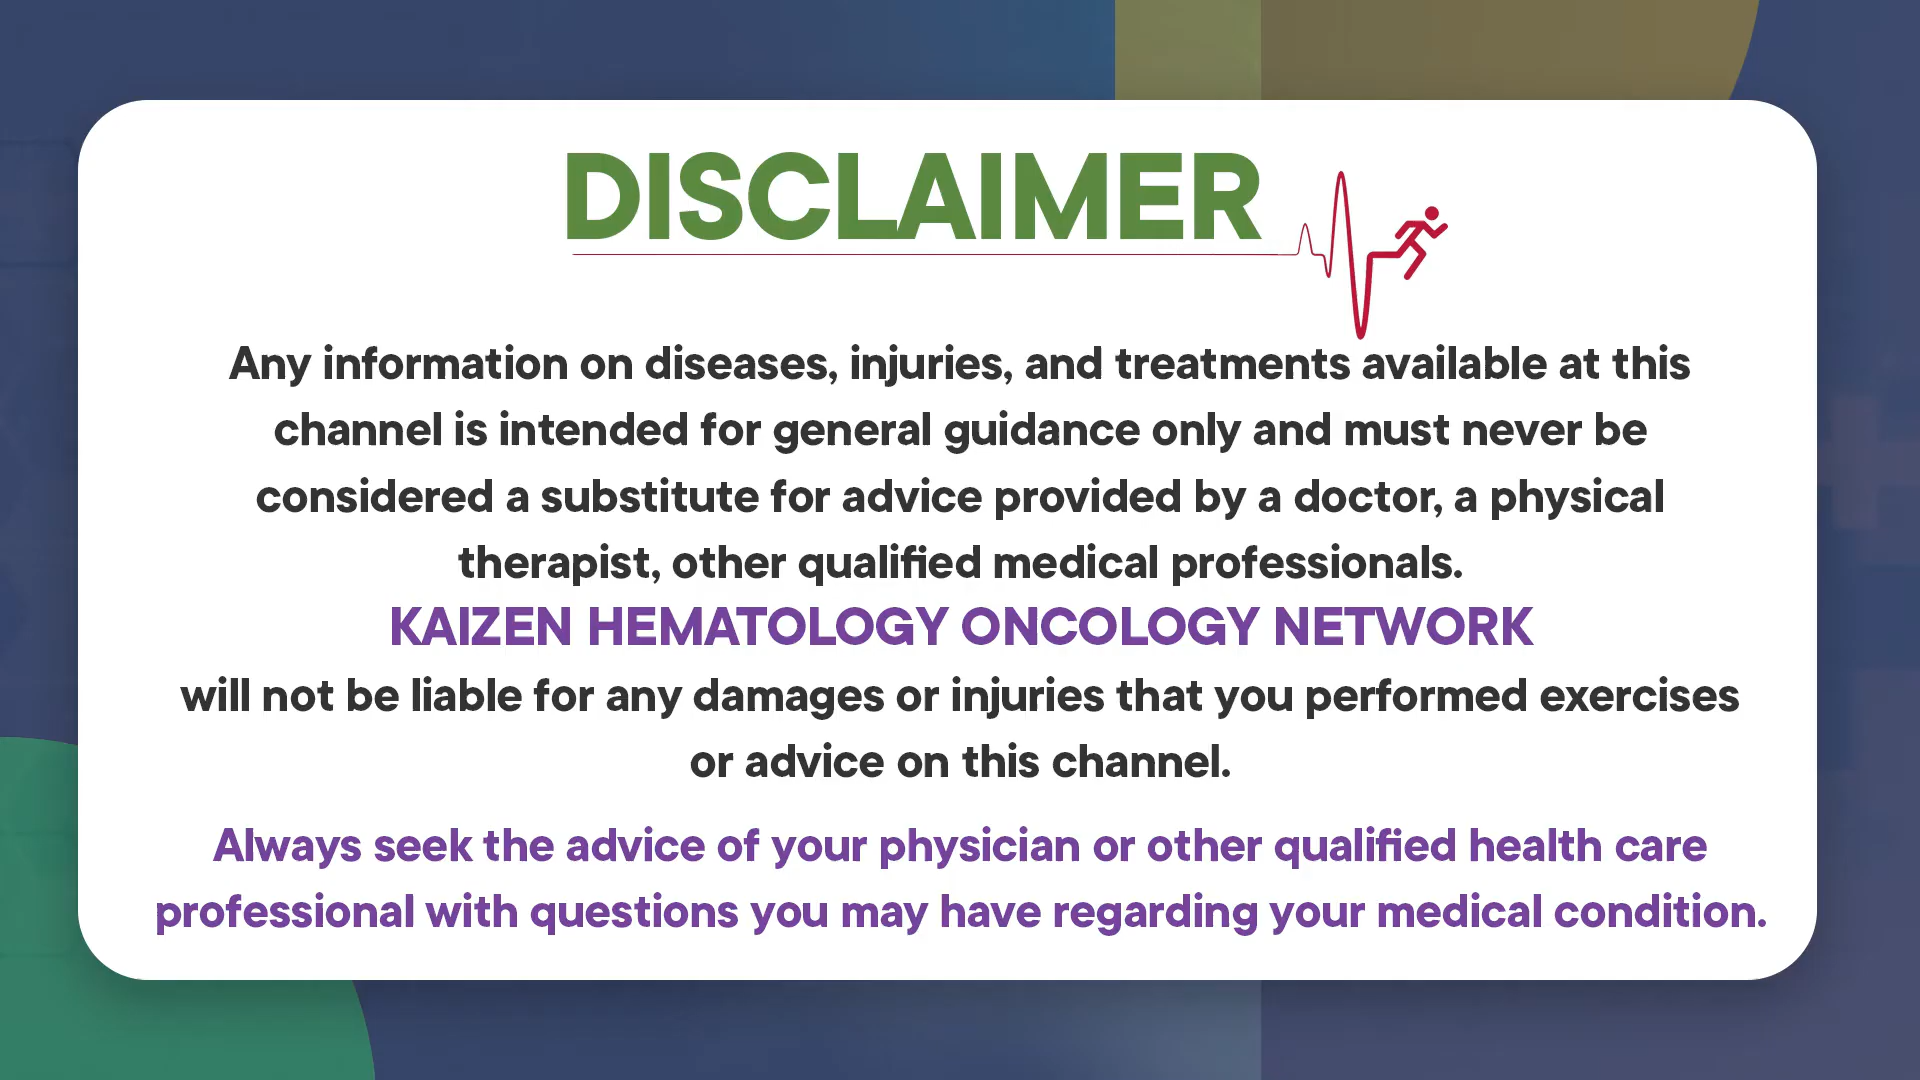 DISCLAIMER
Any information on diseases, injuries, and treatments available at this
channel is intended for general guidance only and must never be
considered a substitute for advice provided by a doctor, a physical
therapist, other qualified medical professionals.
KAIZEN HEMATOLOGY ONCOLOGY NETWORK
will not be liable for any damages or injuries that you performed exercises
or advice on this channel.
Always seek the advice of your physician or other qualified health care
professional with questions you may have regarding your medical condition.